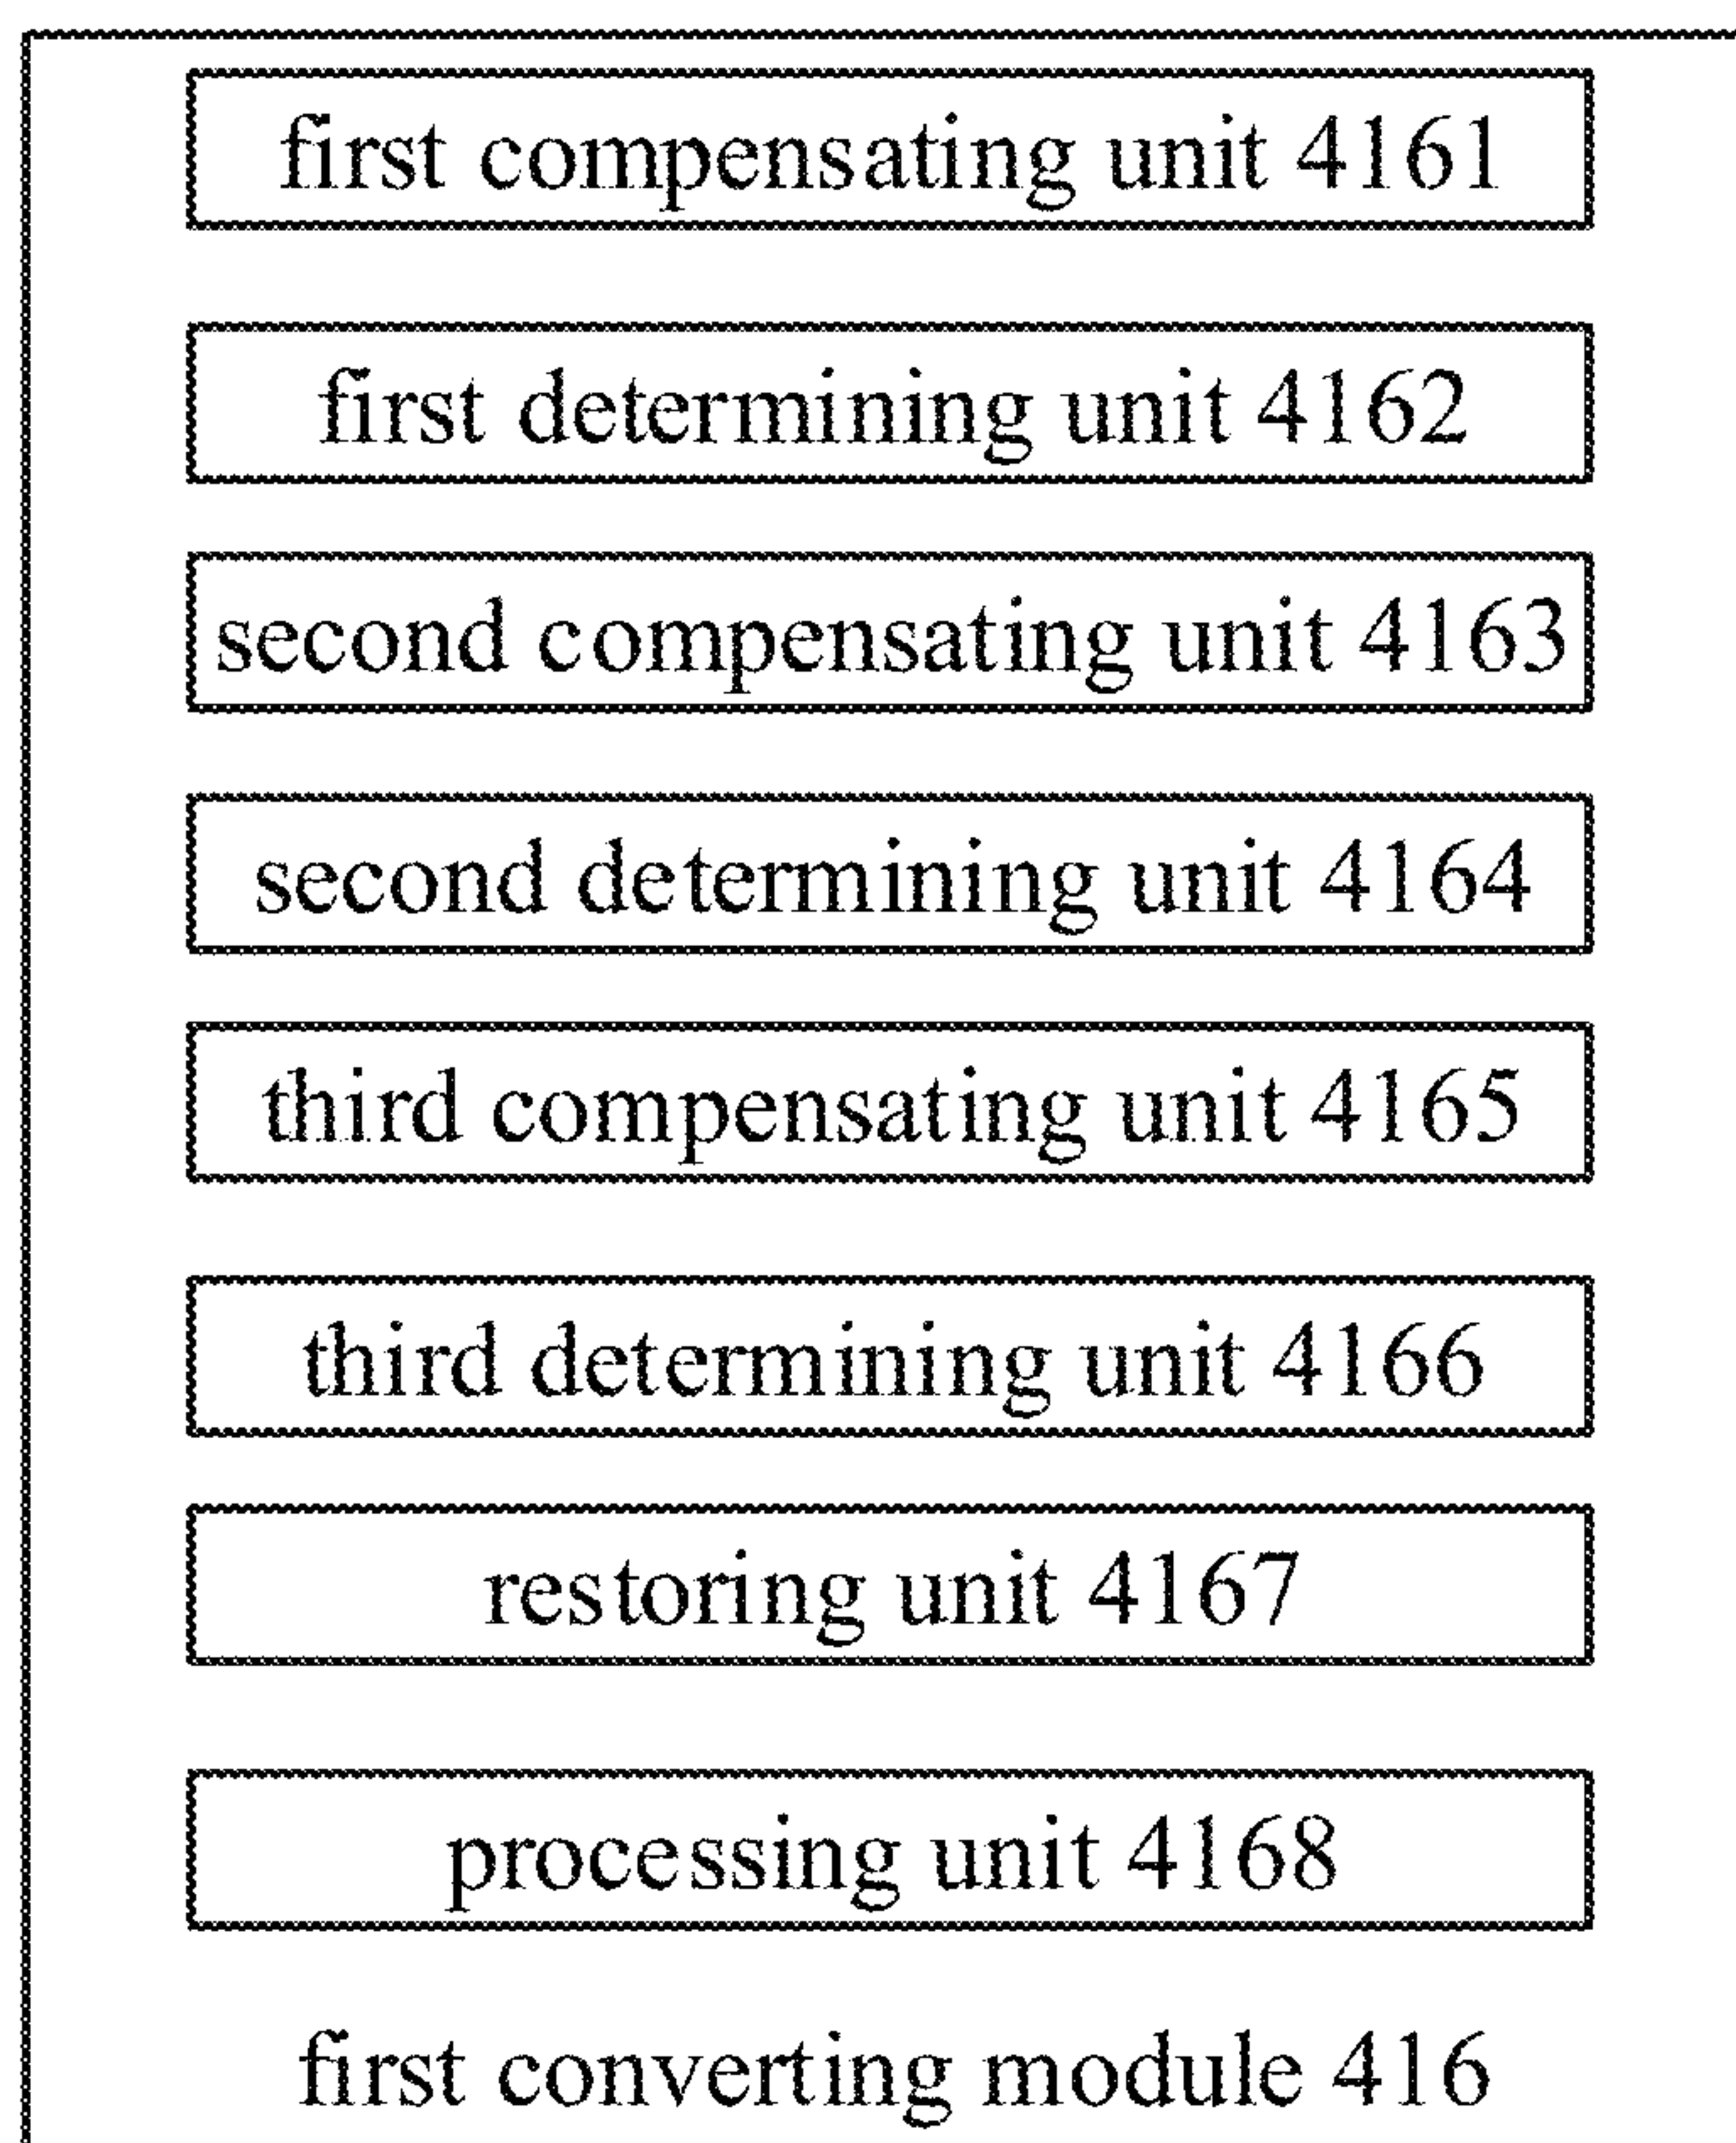 first compensating unit 4161
first determining unit 4162
second compensating unit 4163
second determining unit 4164
third compensating unit 4165
third determining unit 4166
restoring unit 4167
processing unit 4168
first converting module 416